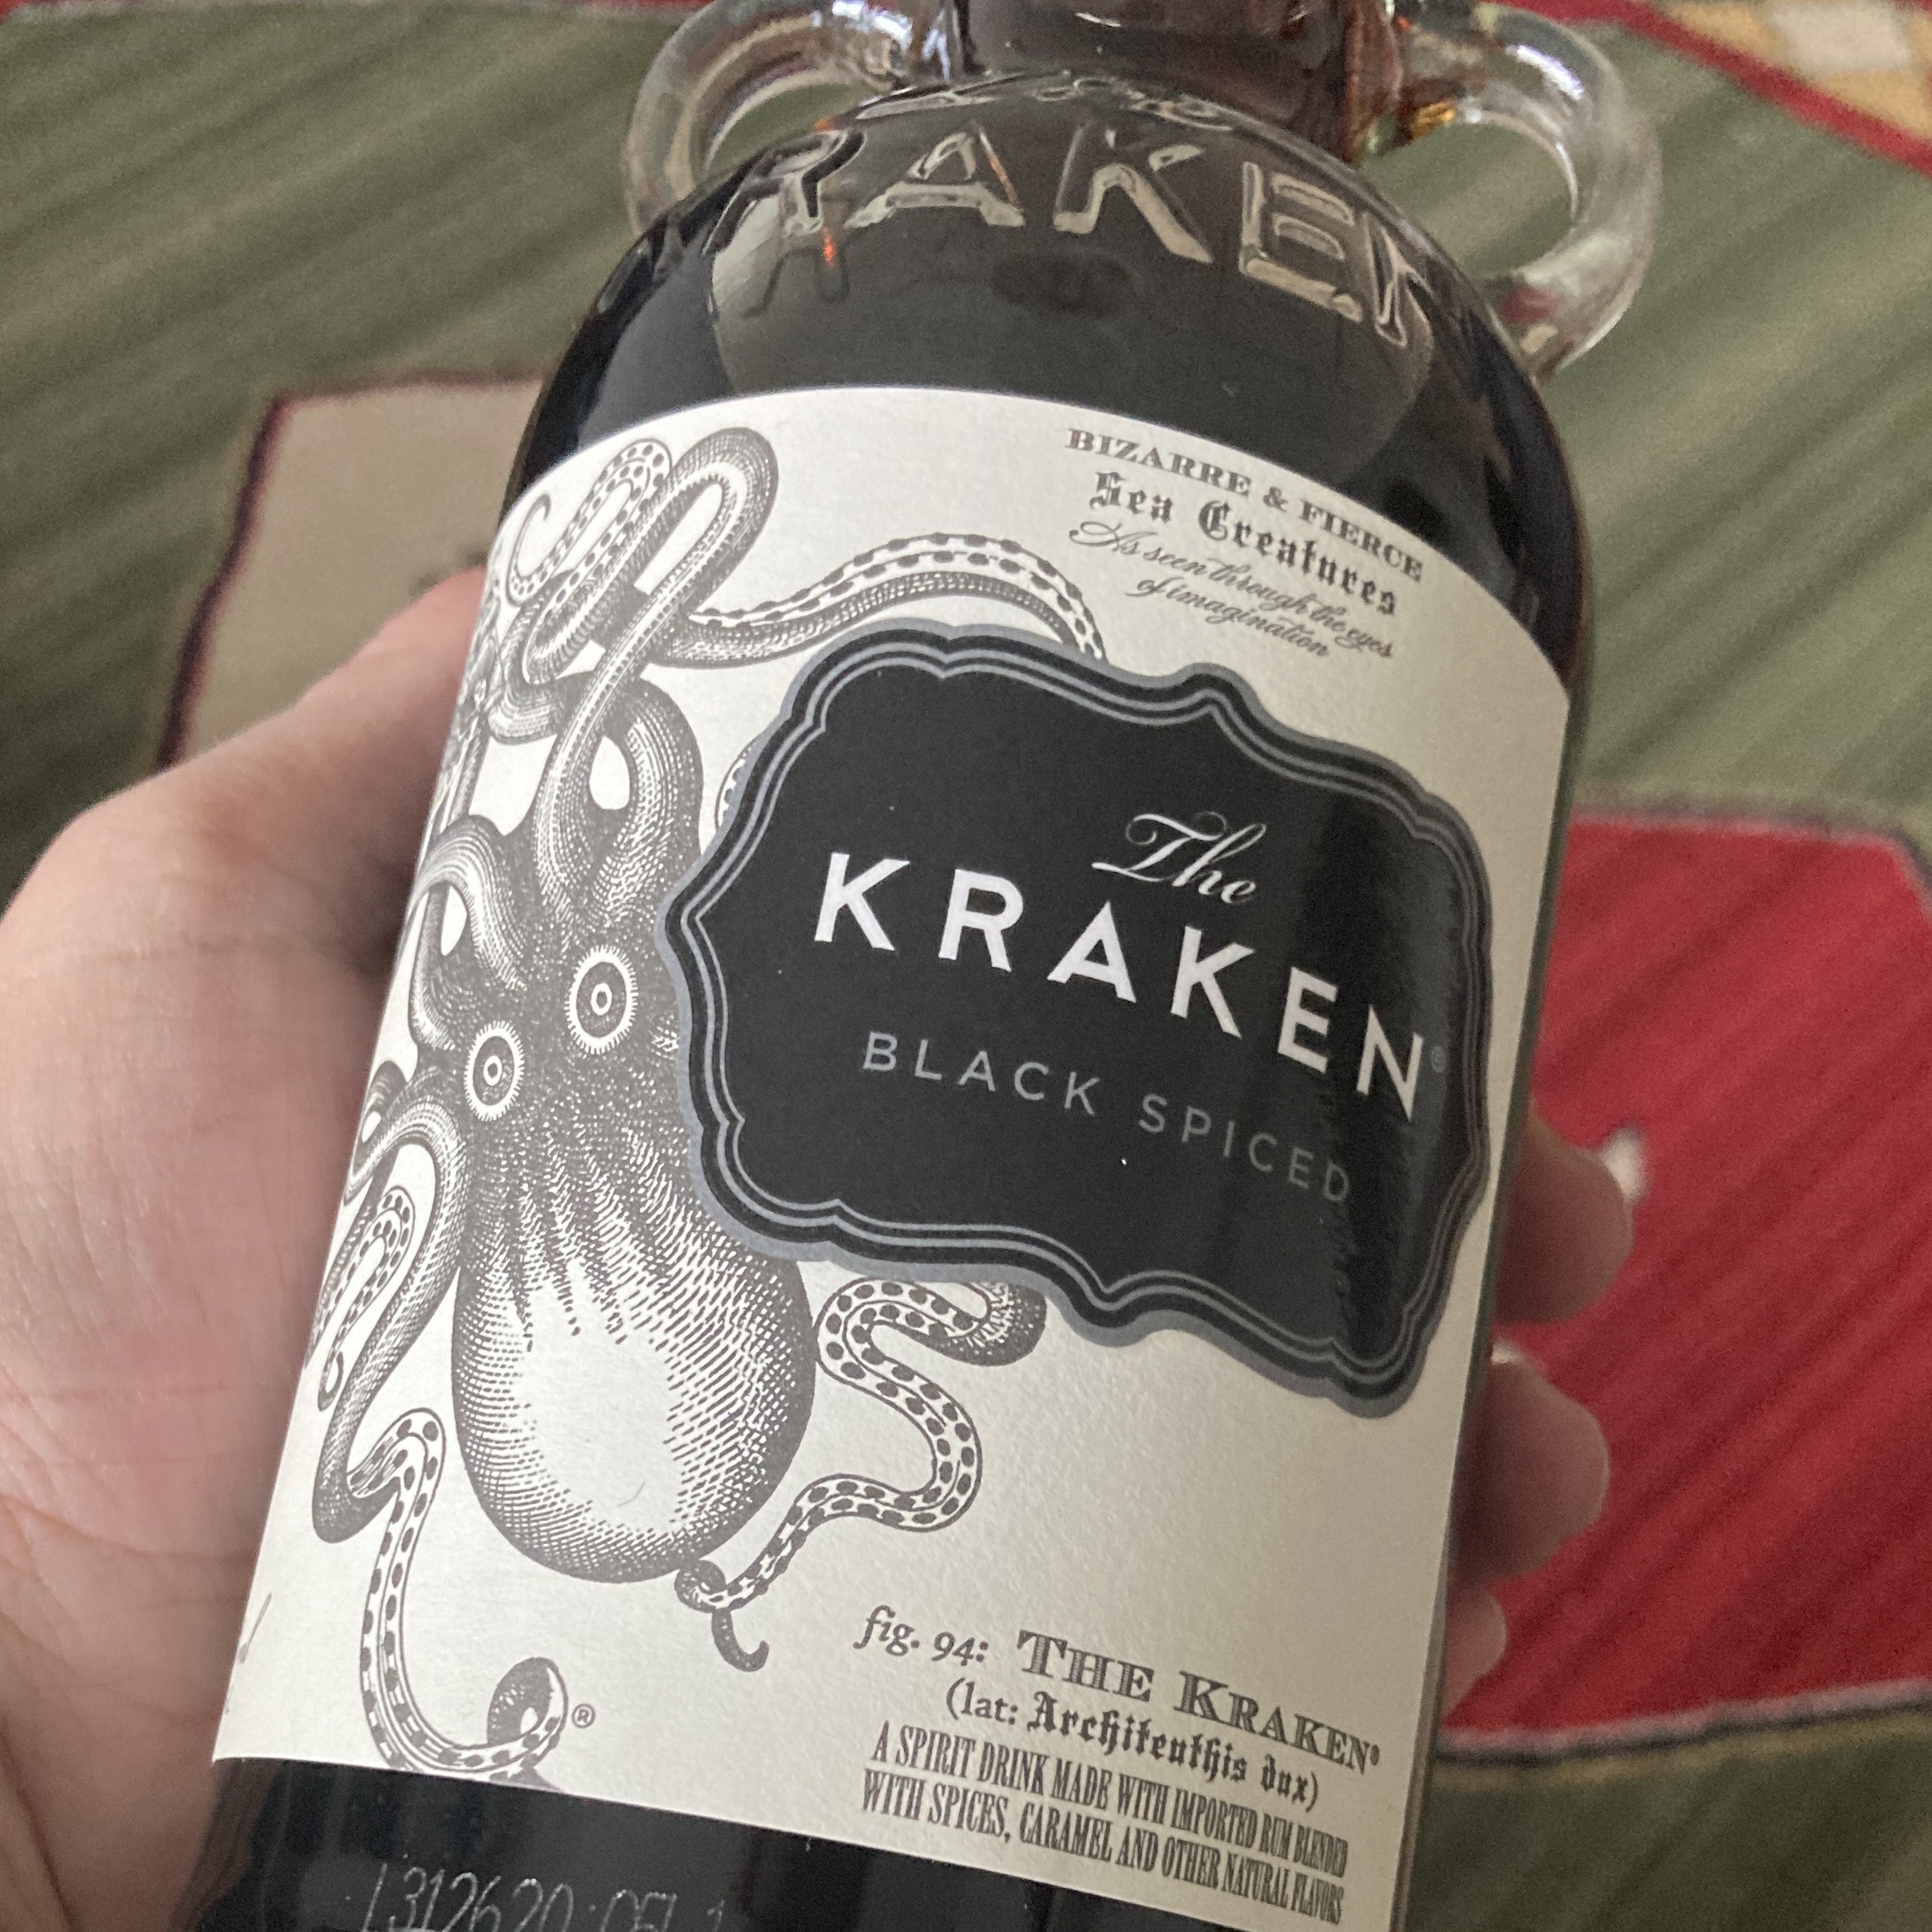 RAKEN
BIZARRE & FIERCE
Sea Creatures
As seen through the eyes
of imagination
The
KRAKEN®
BLACK SPICED
®
fig. 94: THE KRAKEN®
(lat: Architeuthis dux)
A SPIRIT DRINK MADE WITH IMPORTED RUM BLENDED
WITH SPICES, CARAMEL AND OTHER NATURAL FLAVORS